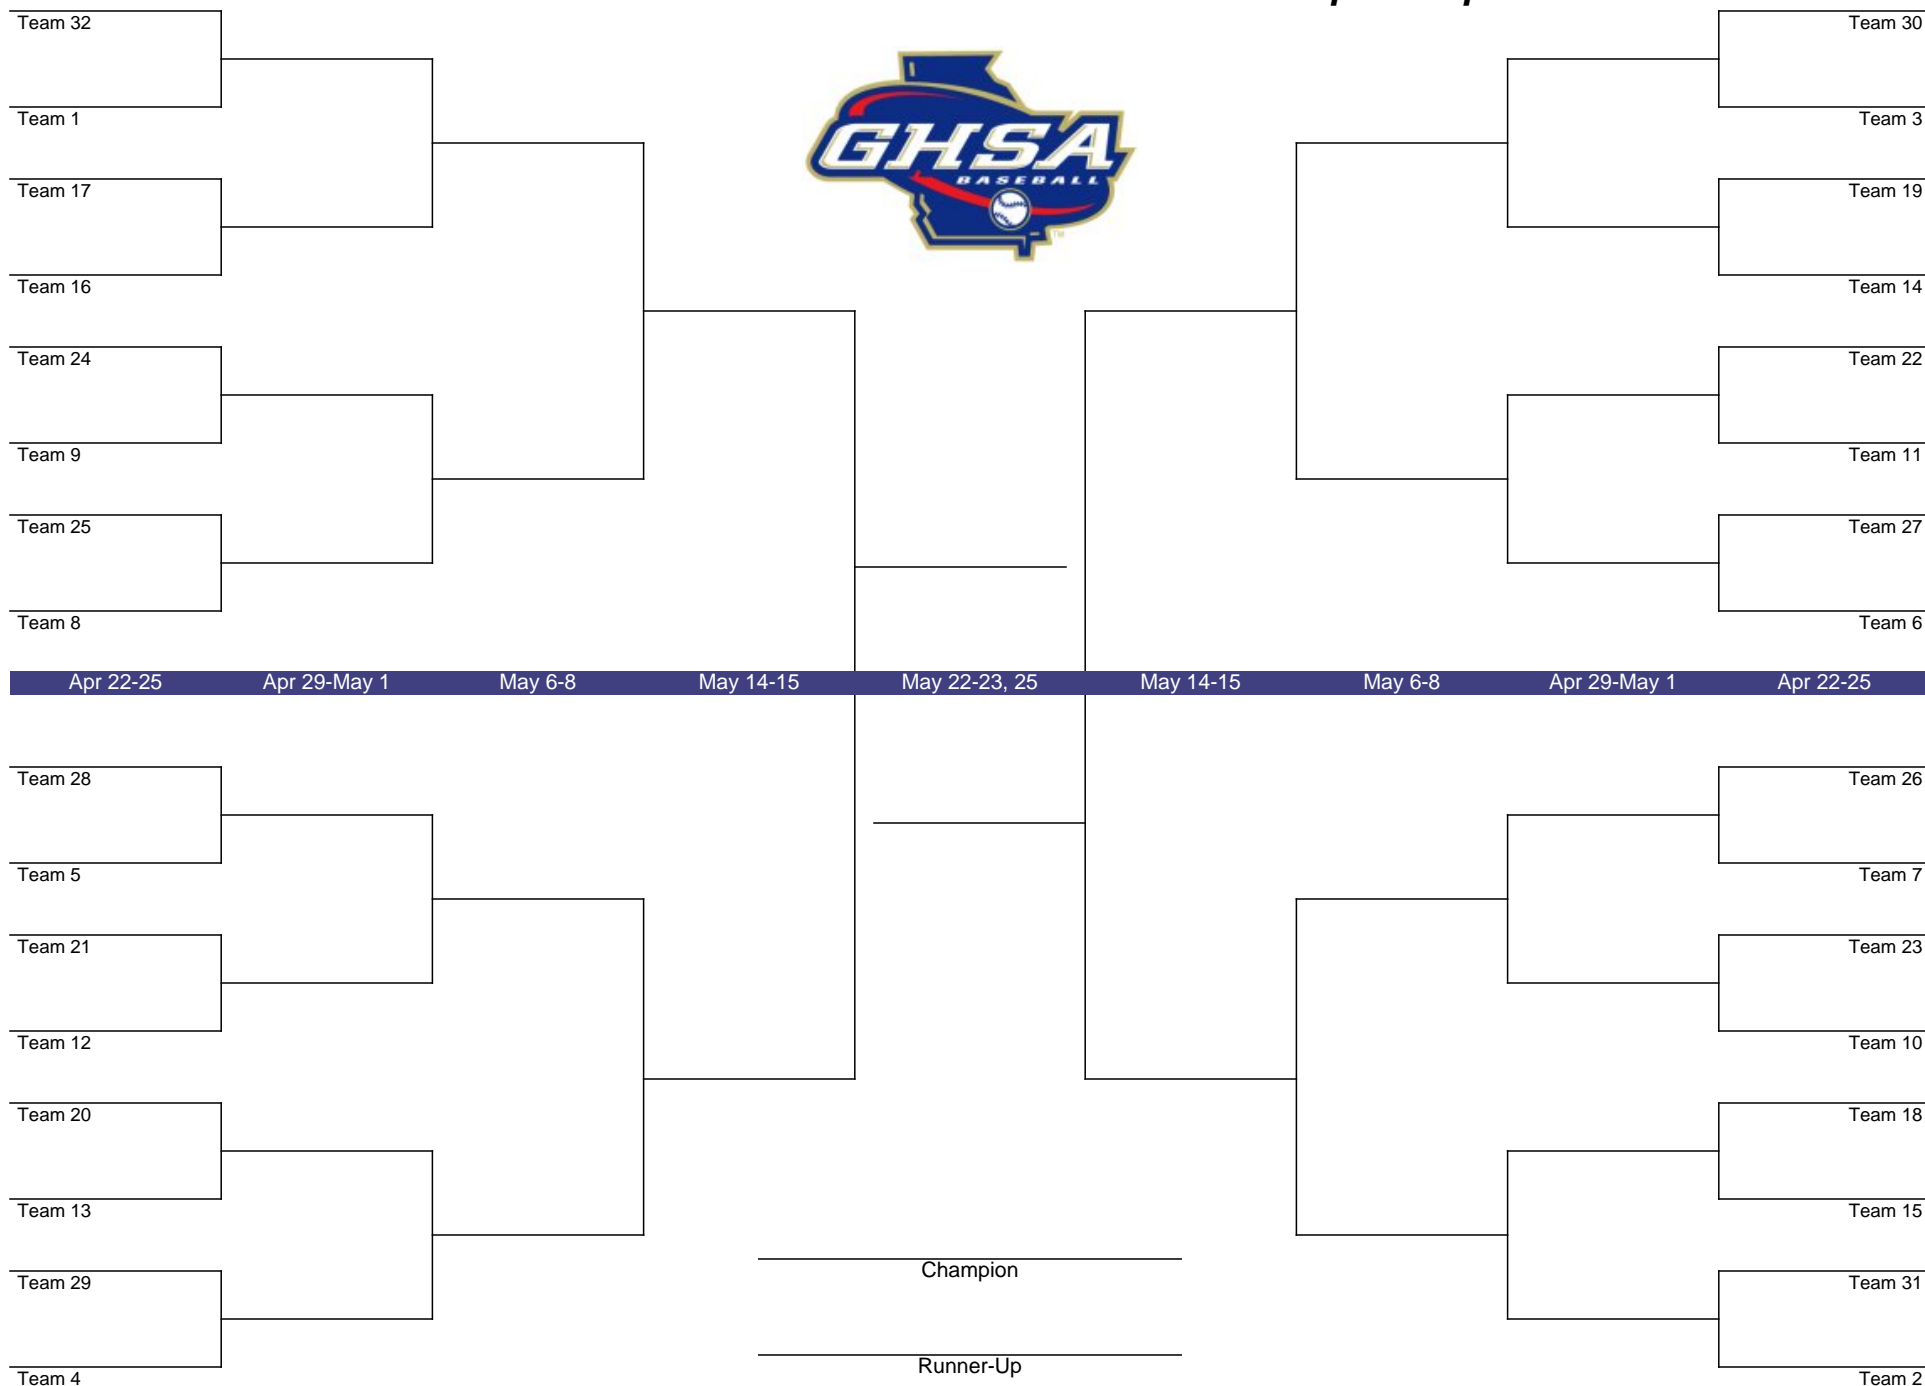 Team 32
Team 30
Team 1
Team 3
GHSA
BASEBALL
TM
Team 17
Team 19
Team 16
Team 14
Team 24
Team 22
Team 9
Team 11
Team 25
Team 27
Team 8
Team 6
Apr 22-25 Apr 29-May 1 May 6-8 May 14-15 May 22-23, 25 May 14-15 May 6-8 Apr 29-May 1 Apr 22-25
Team 28
Team 26
Team 5
Team 7
Team 21
Team 23
Team 12
Team 10
Team 20
Team 18
Team 13
Team 15
Champion
Team 29
Team 31
Runner-Up
Team 4
Team 2